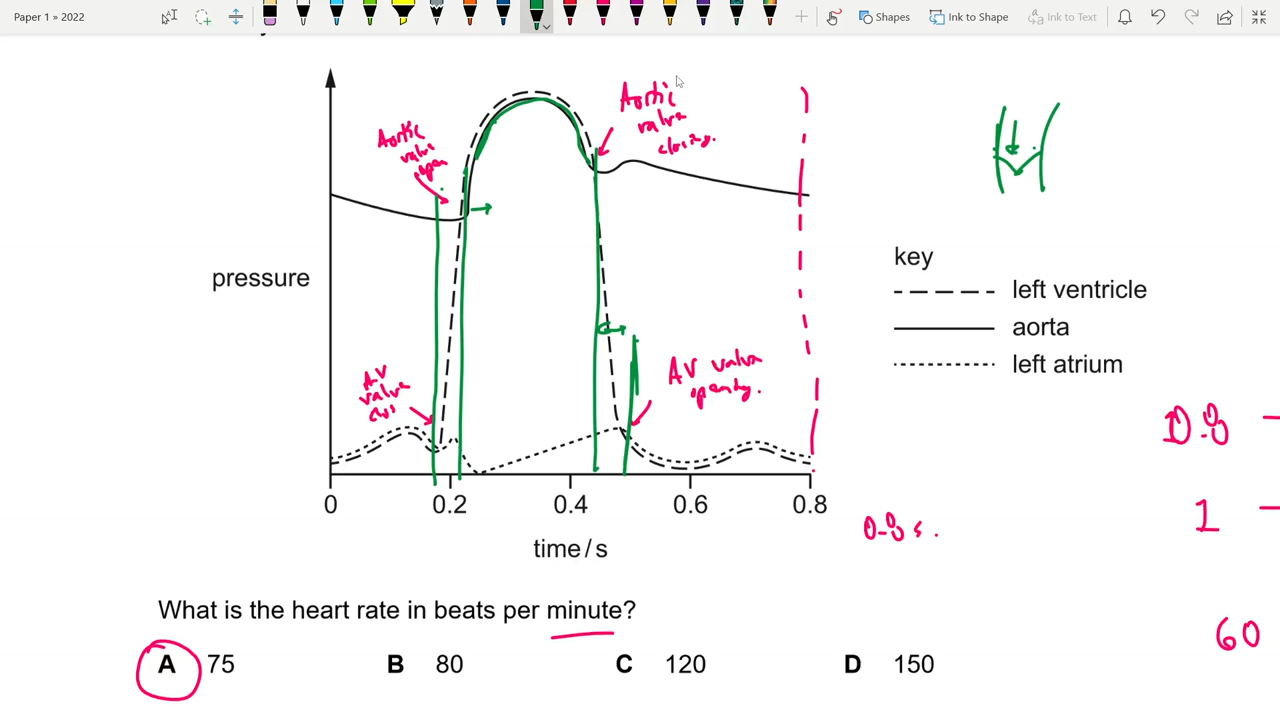 Paper 1 » 2022
Shapes
Ink to Shape
Ink to Text
Aortic
valve
open
Aortic
valve
closing.
pressure
key
left ventricle
aorta
left atrium
AV
valve
AV valve
opening.
0.8
1
60
0 0.2 0.4 0.6 0.8
time / s
0.8 s.
What is the heart rate in beats per minute?
A 75 B 80 C 120 D 150